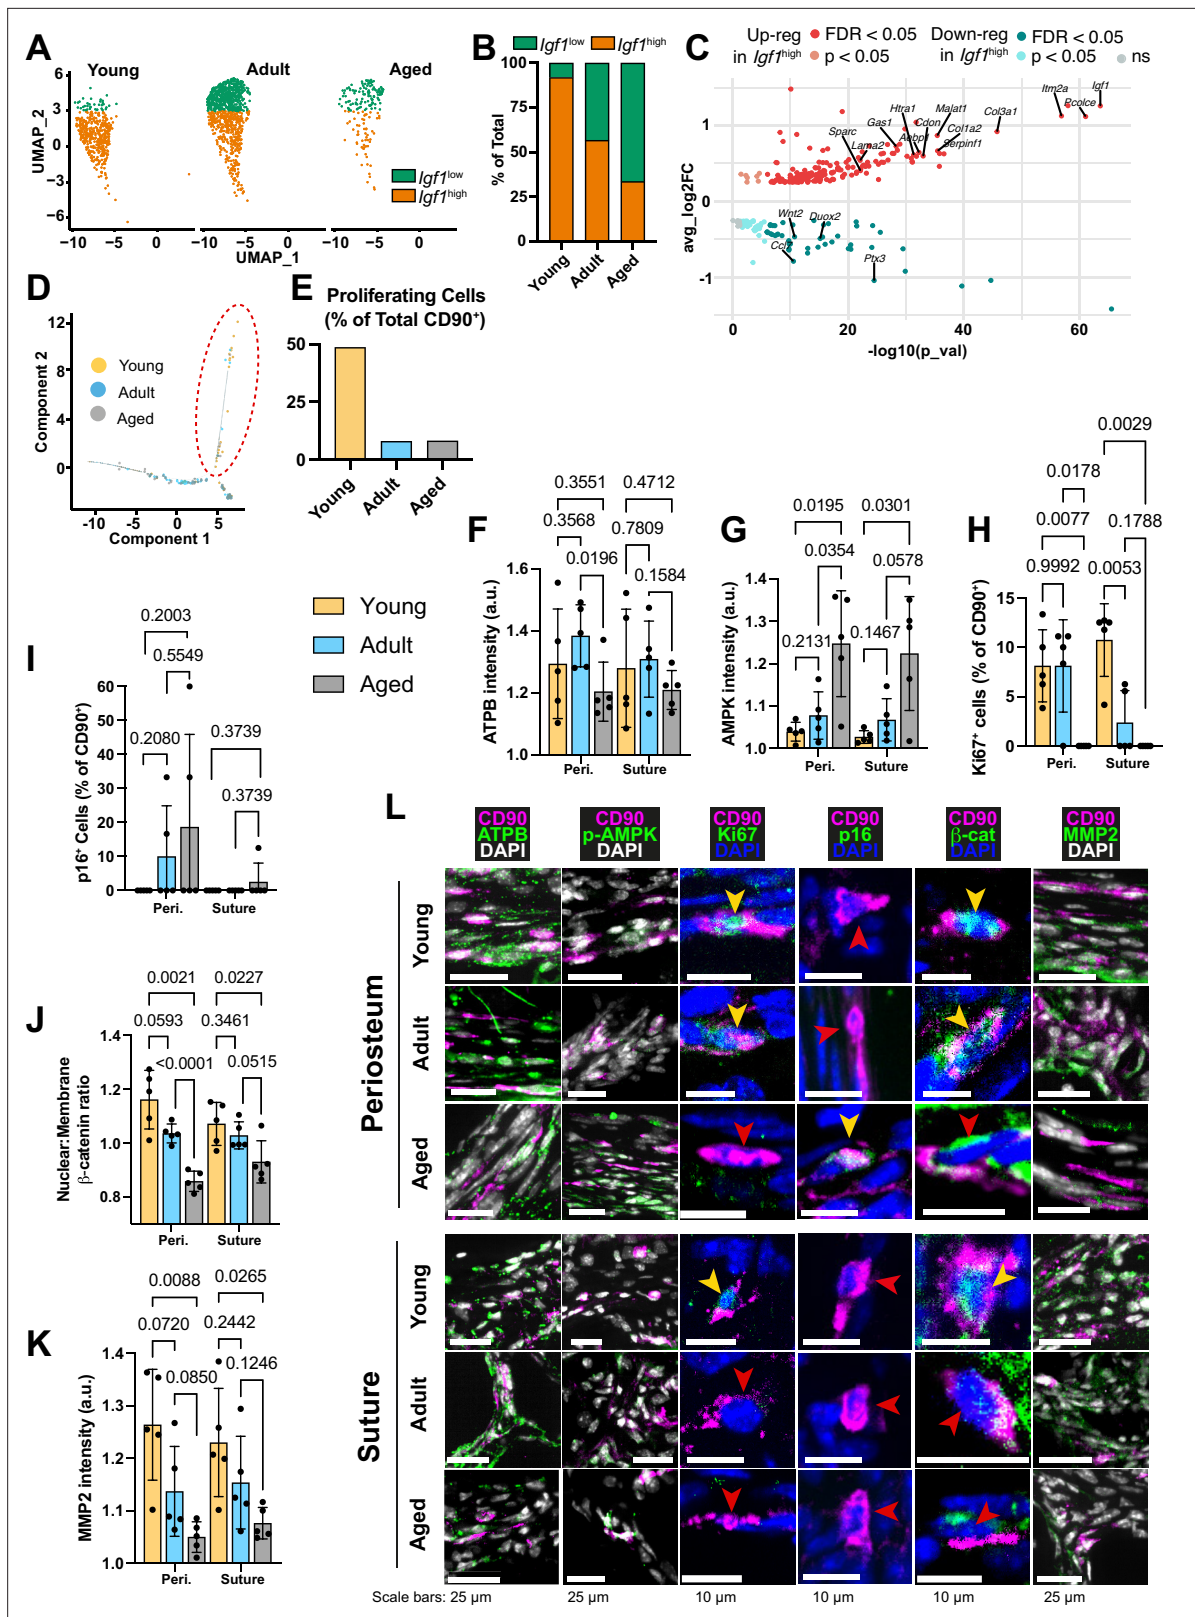 A
Young
Adult
Aged
UMAP_2
6
3
0
−3
−6
Igf1low
Igf1high
−10 −5 0
−10 −5 0
−10 −5 0
UMAP_1
B
Igf1low Igf1high
% of Total
100
75
50
25
0
Young
Adult
Aged
C
Up-reg
in Igf1high
FDR < 0.05
p < 0.05
Down-reg
in Igf1high
FDR < 0.05
p < 0.05
ns
avg_log2FC
1
0
-1
Itm2a
Igf1
Pcolce
Htra1
Malat1
Col3a1
Gas1
Cdon
Sparc
Col1a2
Lama2
Aebp1
Serpinf1
Wnt2
Duox2
Ptx3
0 20 40 60
-log10(p_val)
D
Component 2
12
8
4
0
Young
Adult
Aged
-10 -5 0 5
Component 1
E
Proliferating Cells
(% of Total CD90+)
50
25
0
Young
Adult
Aged
F
0.3551
0.4712
0.3568
0.7809
0.0196
0.1584
ATPB intensity (a.u.)
1.6
1.4
1.2
1.0
Peri. Suture
G
0.0195
0.0301
0.0354
0.0578
0.2131
0.1467
AMPK intensity (a.u.)
1.4
1.3
1.2
1.1
1.0
Peri. Suture
H
0.0029
0.0178
0.0077
0.1788
0.9992
0.0053
Ki67+ cells (% of CD90+)
15
10
5
0
Peri. Suture
Young
Adult
Aged
I
0.2003
0.5549
0.2080
0.3739
0.3739
p16+ Cells (% of CD90+)
60
50
40
30
20
10
0
Peri. Suture
J
0.0021
0.0227
0.0593
0.3461
<0.0001
0.0515
Nuclear:Membrane
β-catenin ratio
1.4
1.2
1.0
0.8
Peri. Suture
K
0.0088
0.0265
0.0720
0.2442
0.0850
0.1246
MMP2 intensity (a.u.)
1.4
1.3
1.2
1.1
1.0
Peri. Suture
L
CD90
ATPB
DAPI
CD90
p-AMPK
DAPI
CD90
Ki67
DAPI
CD90
p16
DAPI
CD90
β-cat
DAPI
CD90
MMP2
DAPI
Periosteum
Young
Adult
Aged
Suture
Young
Adult
Aged
Scale bars: 25 µm 25 µm 10 µm 10 µm 10 µm 25 µm